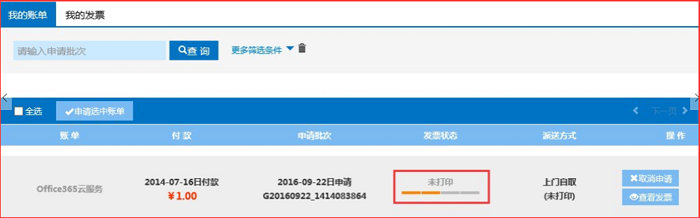 我的账单 我的发票
请输入申请批次 查 询 更多筛选条件
全选 申请选中账单 下一页
账 单 付 款 申请批次 发票状态 派送方式 操 作
Office365云服务 2014-07-16日付款 2016-09-22日申请 未打印 上门自取 取消申请
¥1.00 G20160922_1414083864 (未打印) 查看发票